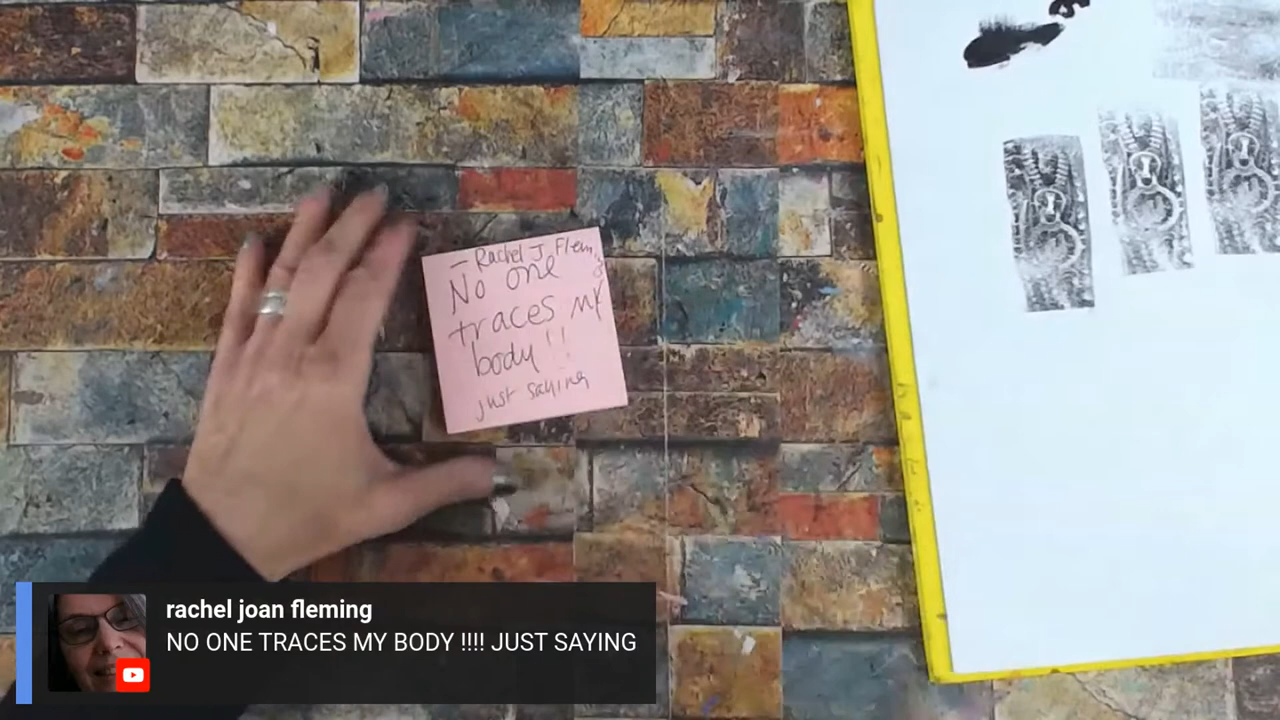 - Rachel J. Flem
No one
traces my
body!!
just saying
rachel joan fleming
NO ONE TRACES MY BODY !!!! JUST SAYING